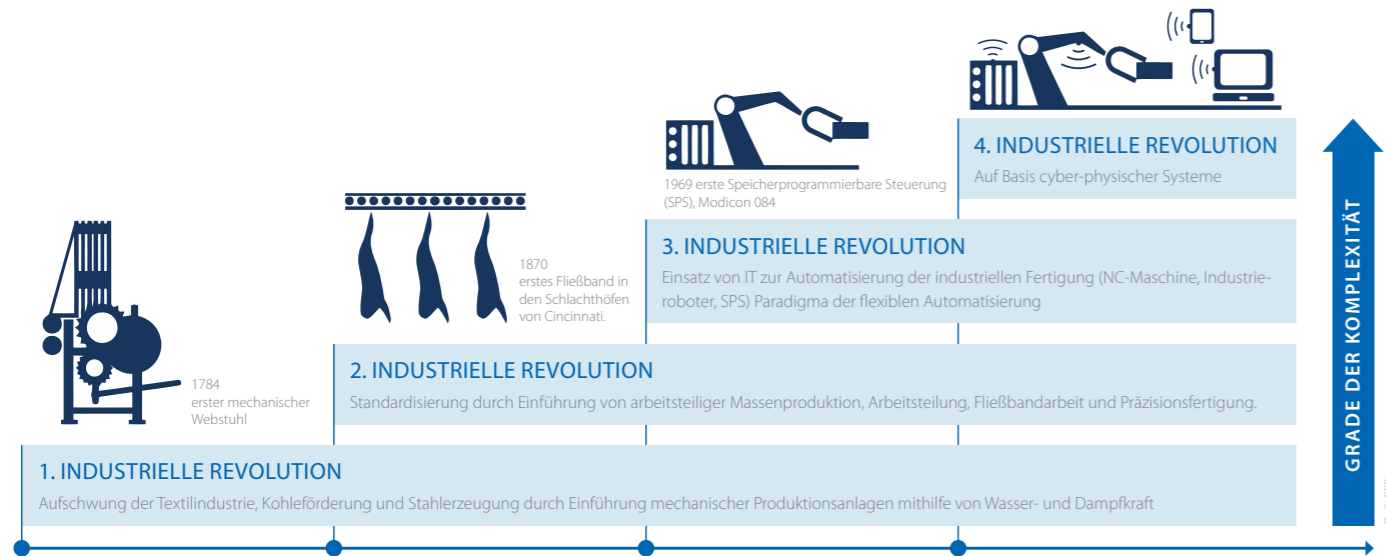 1784
erster mechanischer
Webstuhl
1870
erstes Fließband in
den Schlachthöfen
von Cincinnati.
1969 erste Speicherprogrammierbare Steuerung
(SPS), Modicon 084
4. INDUSTRIELLE REVOLUTION
Auf Basis cyber-physischer Systeme
3. INDUSTRIELLE REVOLUTION
Einsatz von IT zur Automatisierung der industriellen Fertigung (NC-Maschine, Industrie-
roboter, SPS) Paradigma der flexiblen Automatisierung
2. INDUSTRIELLE REVOLUTION
Standardisierung durch Einführung von arbeitsteiliger Massenproduktion, Arbeitsteilung, Fließbandarbeit und Präzisionsfertigung.
1. INDUSTRIELLE REVOLUTION
Aufschwung der Textilindustrie, Kohleförderung und Stahlerzeugung durch Einführung mechanischer Produktionsanlagen mithilfe von Wasser- und Dampfkraft
GRADE DER KOMPLEXITÄT